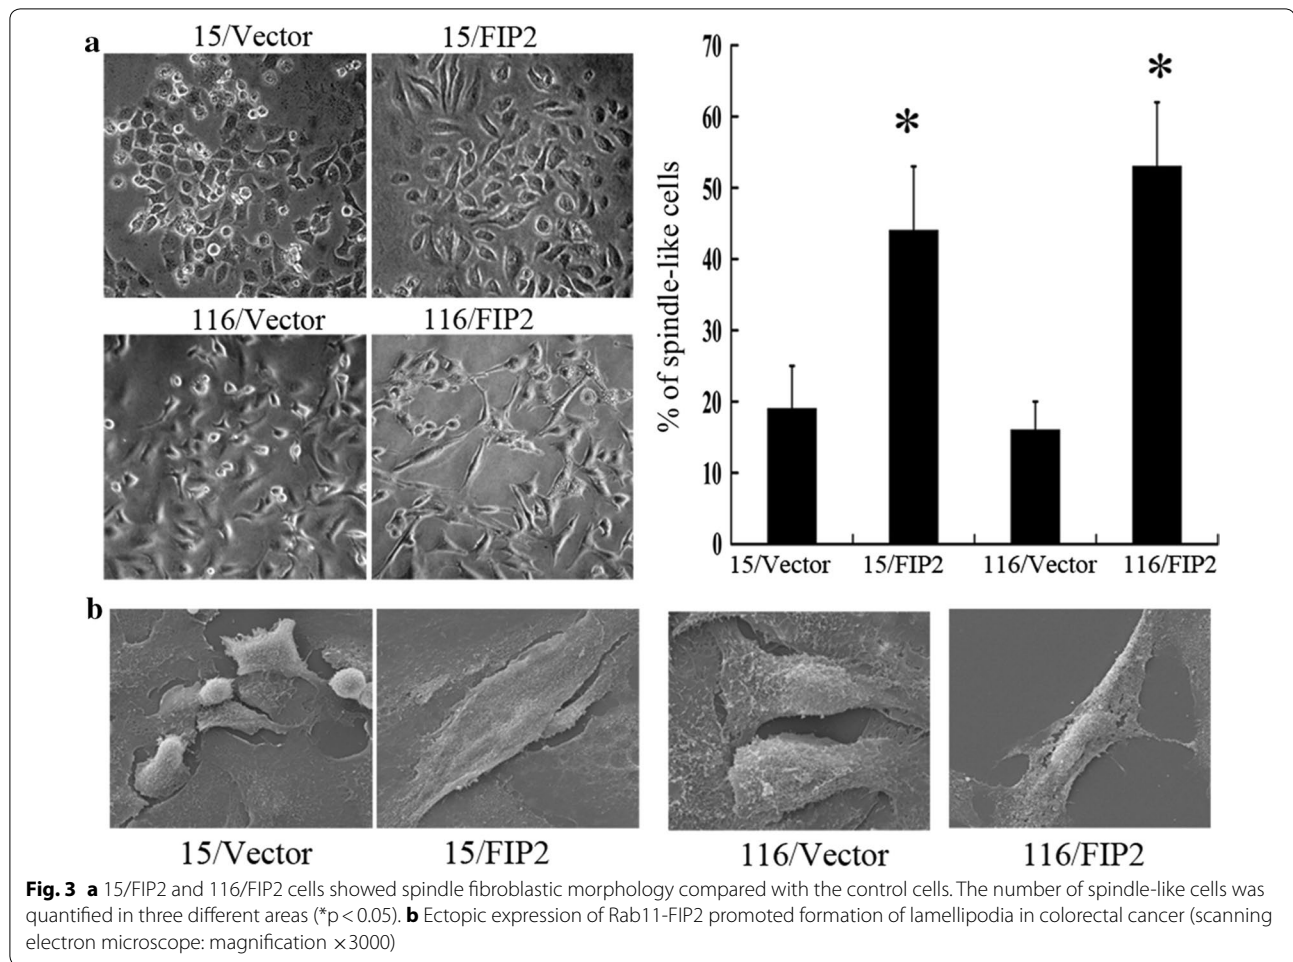 a
15/Vector
15/FIP2
116/Vector
116/FIP2
% of spindle-like cells
70
60
50
40
30
20
10
0
*
*
15/Vector
15/FIP2
116/Vector
116/FIP2
b
15/Vector
15/FIP2
116/Vector
116/FIP2
Fig. 3 a 15/FIP2 and 116/FIP2 cells showed spindle fibroblastic morphology compared with the control cells. The number of spindle-like cells was
quantified in three different areas (*p < 0.05). b Ectopic expression of Rab11-FIP2 promoted formation of lamellipodia in colorectal cancer (scanning
electron microscope: magnification ×3000)